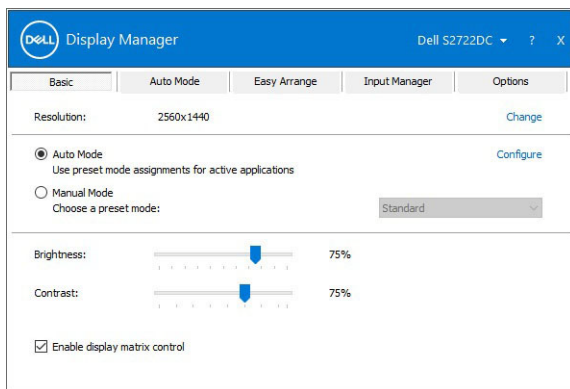 DELL Display Manager Dell S2722DC ? X
Basic Auto Mode Easy Arrange Input Manager Options
Resolution: 2560x1440 Change
Auto Mode Configure
Use preset mode assignments for active applications
Manual Mode
Choose a preset mode: Standard
Brightness: 75%
Contrast: 75%
Enable display matrix control